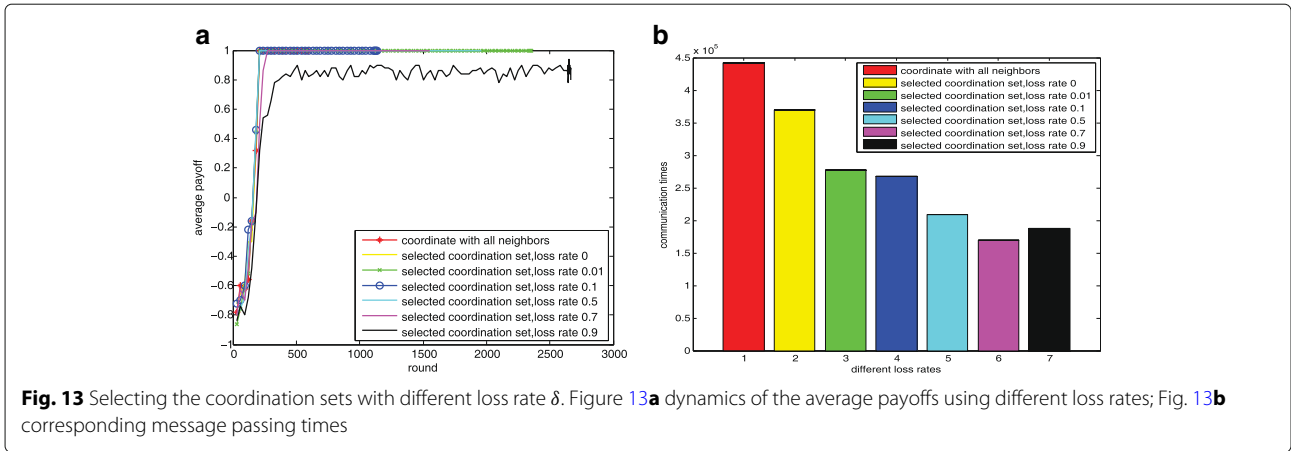 a
1
0.8
0.6
0.4
0.2
0
−0.2
−0.4
−0.6
−0.8
−1
average payoff
0
500
1000
1500
2000
2500
3000
round
coordinate with all neighbors
selected coordination set,loss rate 0
selected coordination set,loss rate 0.01
selected coordination set,loss rate 0.1
selected coordination set,loss rate 0.5
selected coordination set,loss rate 0.7
selected coordination set,loss rate 0.9
b
x 10⁵
4.5
4
3.5
3
2.5
2
1.5
1
0.5
0
communication times
1
2
3
4
5
6
7
different loss rates
coordinate with all neighbors
selected coordination set,loss rate 0
selected coordination set,loss rate 0.01
selected coordination set,loss rate 0.1
selected coordination set,loss rate 0.5
selected coordination set,loss rate 0.7
selected coordination set,loss rate 0.9
Fig. 13 Selecting the coordination sets with different loss rate δ. Figure 13a dynamics of the average payoffs using different loss rates; Fig. 13b
corresponding message passing times